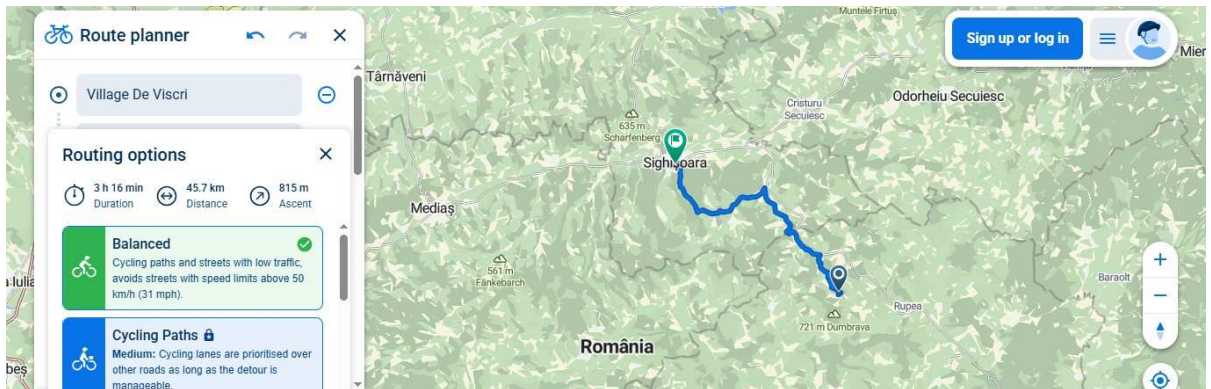 Route planner
Village De Viscri
Routing options
3 h 16 min
Duration
45.7 km
Distance
815 m
Ascent
Balanced
Cycling paths and streets with low traffic,
avoids streets with speed limits above 50
km/h (31 mph).
Cycling Paths
Medium: Cycling lanes are prioritised over
other roads as long as the detour is
manageable.
Muntele Firtuș
Sign up or log in
Mier
Târnăveni
Odorheiu Secuiesc
Cristuru
Secuiesc
635 m
Scharfenberg
Sighișoara
Mediaș
561 m
Fänkebarch
a Iulia
Baraolt
Rupea
721 m Dumbrava
România
beș